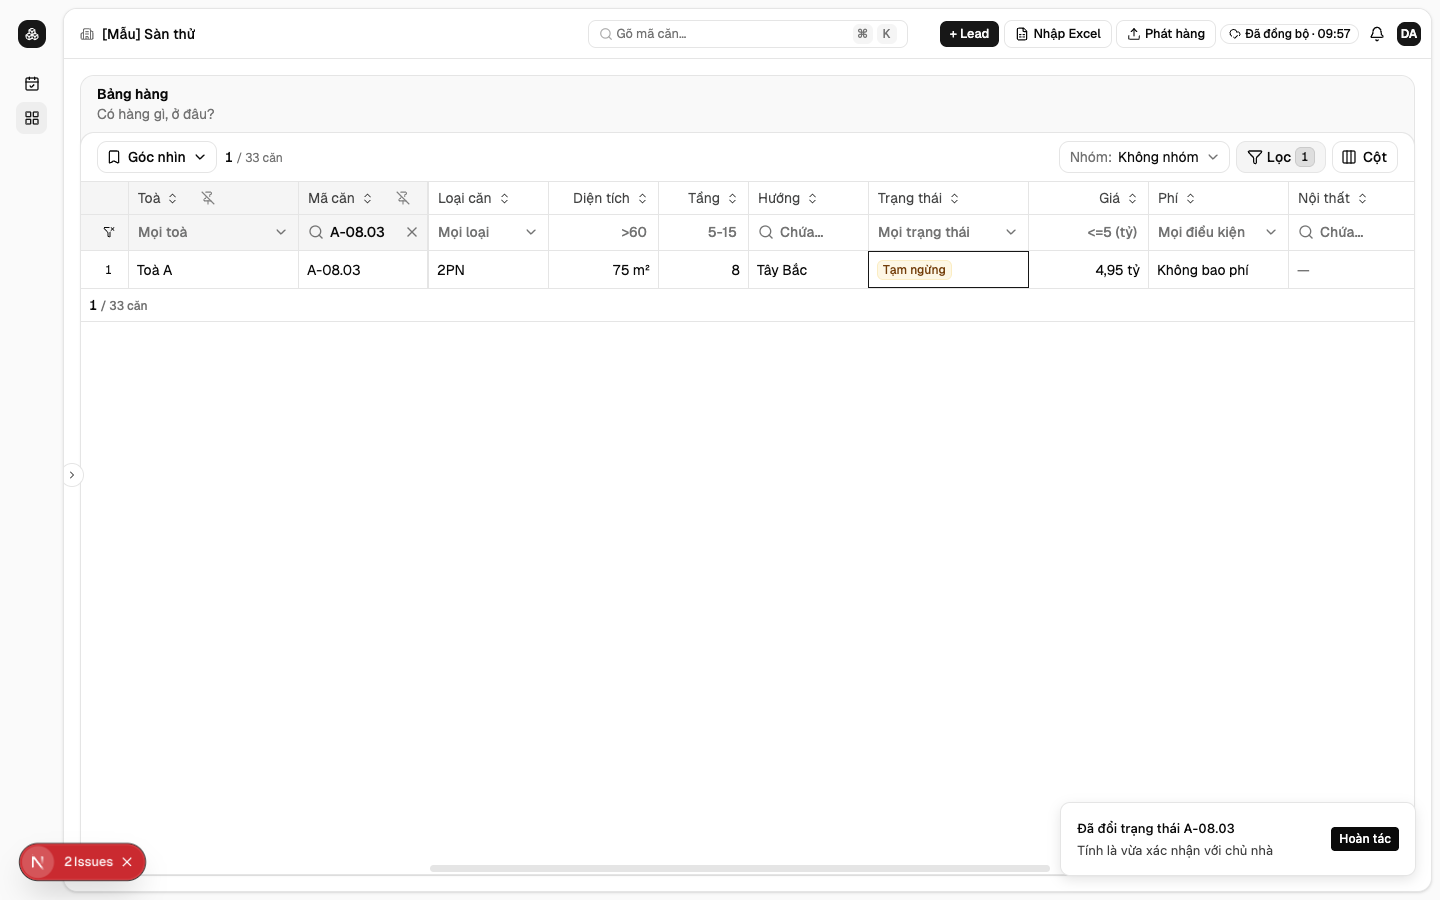 [Mẫu] Sàn thử
Gõ mã căn...
⌘ K
+ Lead
Nhập Excel
Phát hàng
Đã đồng bộ · 09:57
DA
Bảng hàng
Có hàng gì, ở đâu?
Góc nhìn
1 / 33 căn
Nhóm: Không nhóm
Lọc 1
Cột
Toà Mã căn Loại căn Diện tích Tầng Hướng Trạng thái Giá Phí Nội thất
Mọi toà A-08.03 Mọi loại >60 5-15 Chứa... Mọi trạng thái <=5 (tỷ) Mọi điều kiện Chứa...
1 Toà A A-08.03 2PN 75 m² 8 Tây Bắc Tạm ngừng 4,95 tỷ Không bao phí —
1 / 33 căn
Đã đổi trạng thái A-08.03
Tính là vừa xác nhận với chủ nhà
Hoàn tác
N 2 Issues